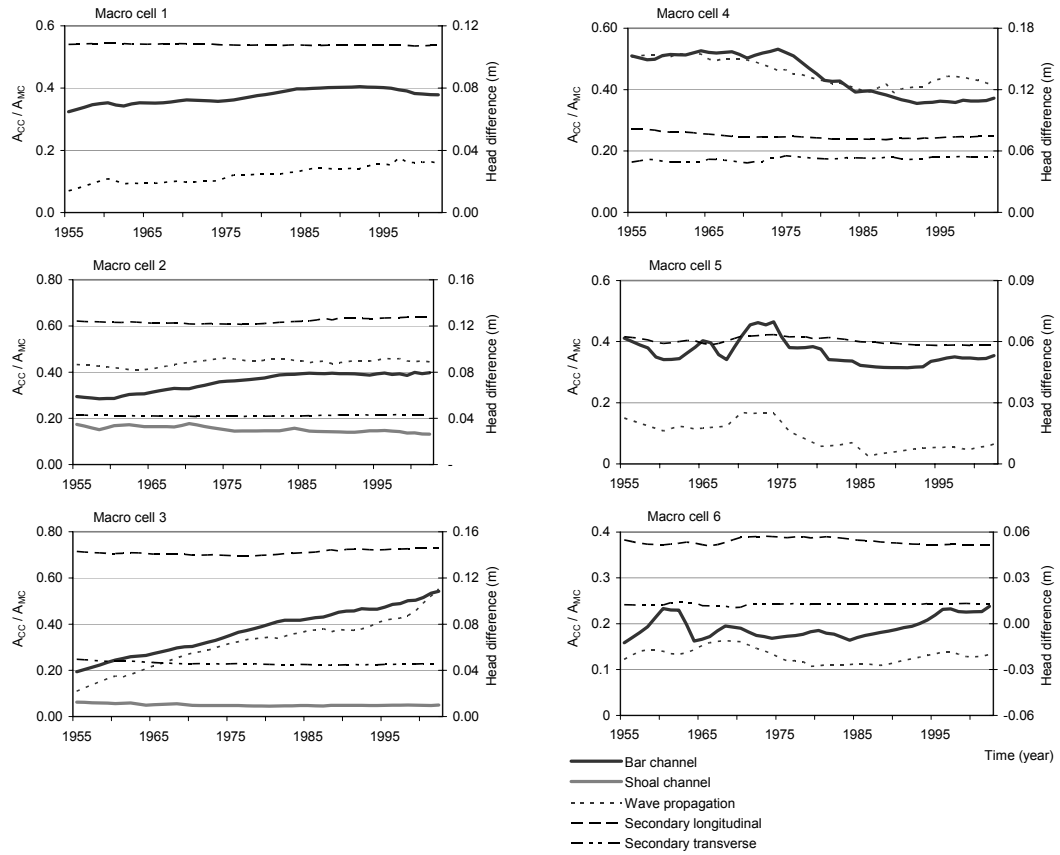 Macro cell 1
0.6
0.4
0.2
0.0
A_CC / A_MC
0.12
0.08
0.04
0.00
Head difference (m)
1955 1965 1975 1985 1995
Macro cell 2
0.80
0.60
0.40
0.20
0.00
A_CC / A_MC
0.16
0.12
0.08
0.04
-
Head difference (m)
1955 1965 1975 1985 1995
Macro cell 3
0.80
0.60
0.40
0.20
0.00
A_CC / A_MC
0.16
0.12
0.08
0.04
0.00
Head difference (m)
1955 1965 1975 1985 1995
Macro cell 4
0.60
0.40
0.20
0.00
A_CC / A_MC
0.18
0.12
0.06
0.00
Head difference (m)
1955 1965 1975 1985 1995
Macro cell 5
0.6
0.4
0.2
0
A_CC / A_MC
0.09
0.06
0.03
0
Head difference (m)
1955 1965 1975 1985 1995
Macro cell 6
0.4
0.3
0.2
0.1
0
A_CC / A_MC
0.06
0.03
0.00
-0.03
-0.06
Head difference (m)
1955 1965 1975 1985 1995
Time (year)
Bar channel
Shoal channel
Wave propagation
Secondary longitudinal
Secondary transverse